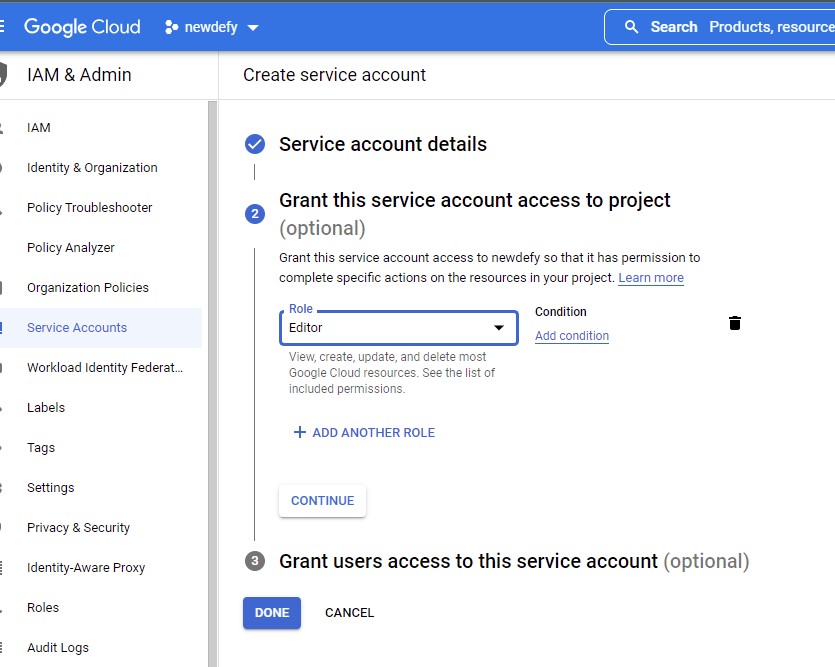 Google Cloud
newdefy
Search Products, resource
IAM & Admin
Create service account
IAM
Identity & Organization
Policy Troubleshooter
Policy Analyzer
Organization Policies
Service Accounts
Workload Identity Federat...
Labels
Tags
Settings
Privacy & Security
Identity-Aware Proxy
Roles
Audit Logs
Service account details
2
Grant this service account access to project
(optional)
Grant this service account access to newdefy so that it has permission to
complete specific actions on the resources in your project. Learn more
Role
Editor
Condition
Add condition
View, create, update, and delete most
Google Cloud resources. See the list of
included permissions.
+ ADD ANOTHER ROLE
CONTINUE
3 Grant users access to this service account (optional)
DONE CANCEL